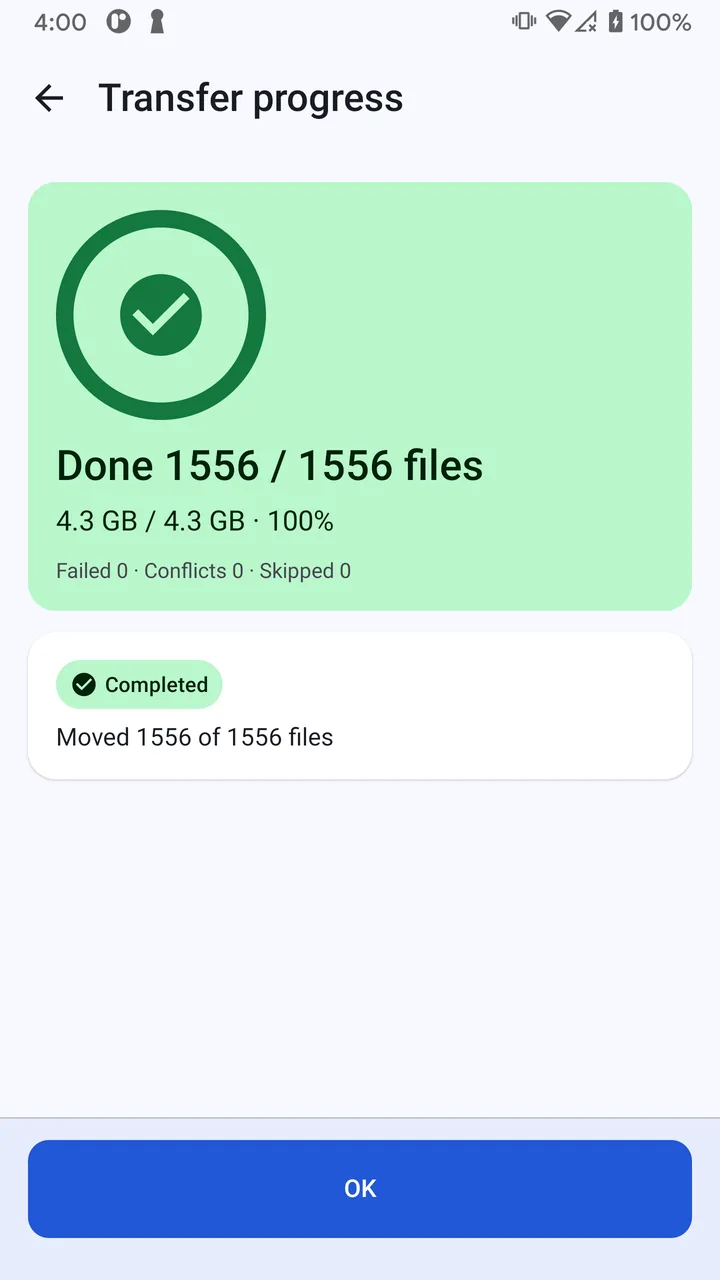 4:00
100%
Transfer progress
Done 1556 / 1556 files
4.3 GB / 4.3 GB · 100%
Failed 0 · Conflicts 0 · Skipped 0
Completed
Moved 1556 of 1556 files
OK